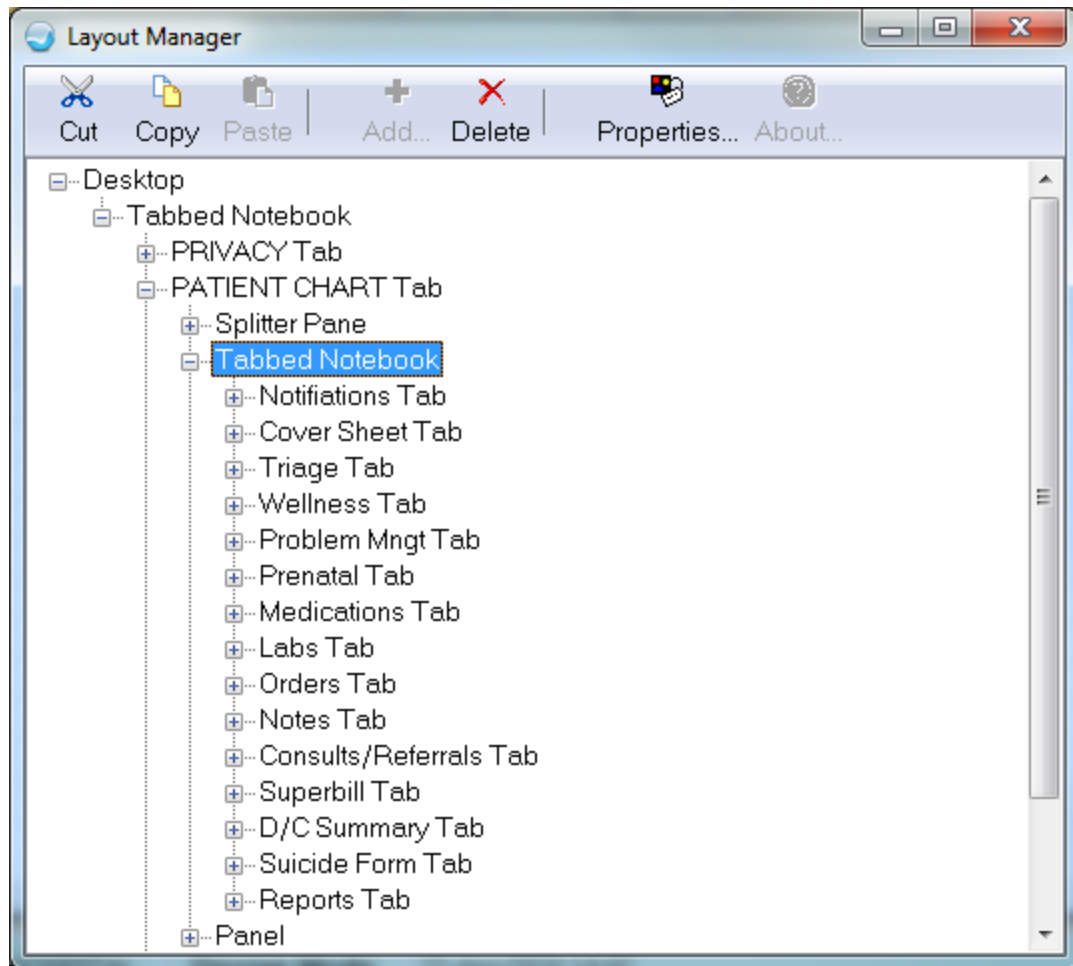 Layout Manager
Cut Copy Paste Add... Delete Properties... About...
Desktop
Tabbed Notebook
PRIVACY Tab
PATIENT CHART Tab
Splitter Pane
Tabbed Notebook
Notifiations Tab
Cover Sheet Tab
Triage Tab
Wellness Tab
Problem Mngt Tab
Prenatal Tab
Medications Tab
Labs Tab
Orders Tab
Notes Tab
Consults/Referrals Tab
Superbill Tab
D/C Summary Tab
Suicide Form Tab
Reports Tab
Panel